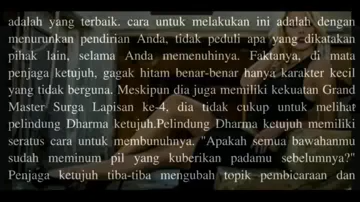 adalah yang terbaik. cara untuk melakukan ini adalah dengan
menurunkan pendirian Anda, tidak peduli apa yang dikatakan
pihak lain, selama Anda memenuhinya. Faktanya, di mata
penjaga ketujuh, gagak hitam benar-benar hanya karakter kecil
yang tidak berguna. Meskipun dia juga memiliki kekuatan Grand
Master Surga Lapisan ke-4, dia tidak cukup untuk melihat
pelindung Dharma ketujuh.Pelindung Dharma ketujuh memiliki
seratus cara untuk membunuhnya. "Apakah semua bawahanmu
sudah meminum pil yang kuberikan padamu sebelumnya?"
Penjaga ketujuh tiba-tiba mengubah topik pembicaraan dan